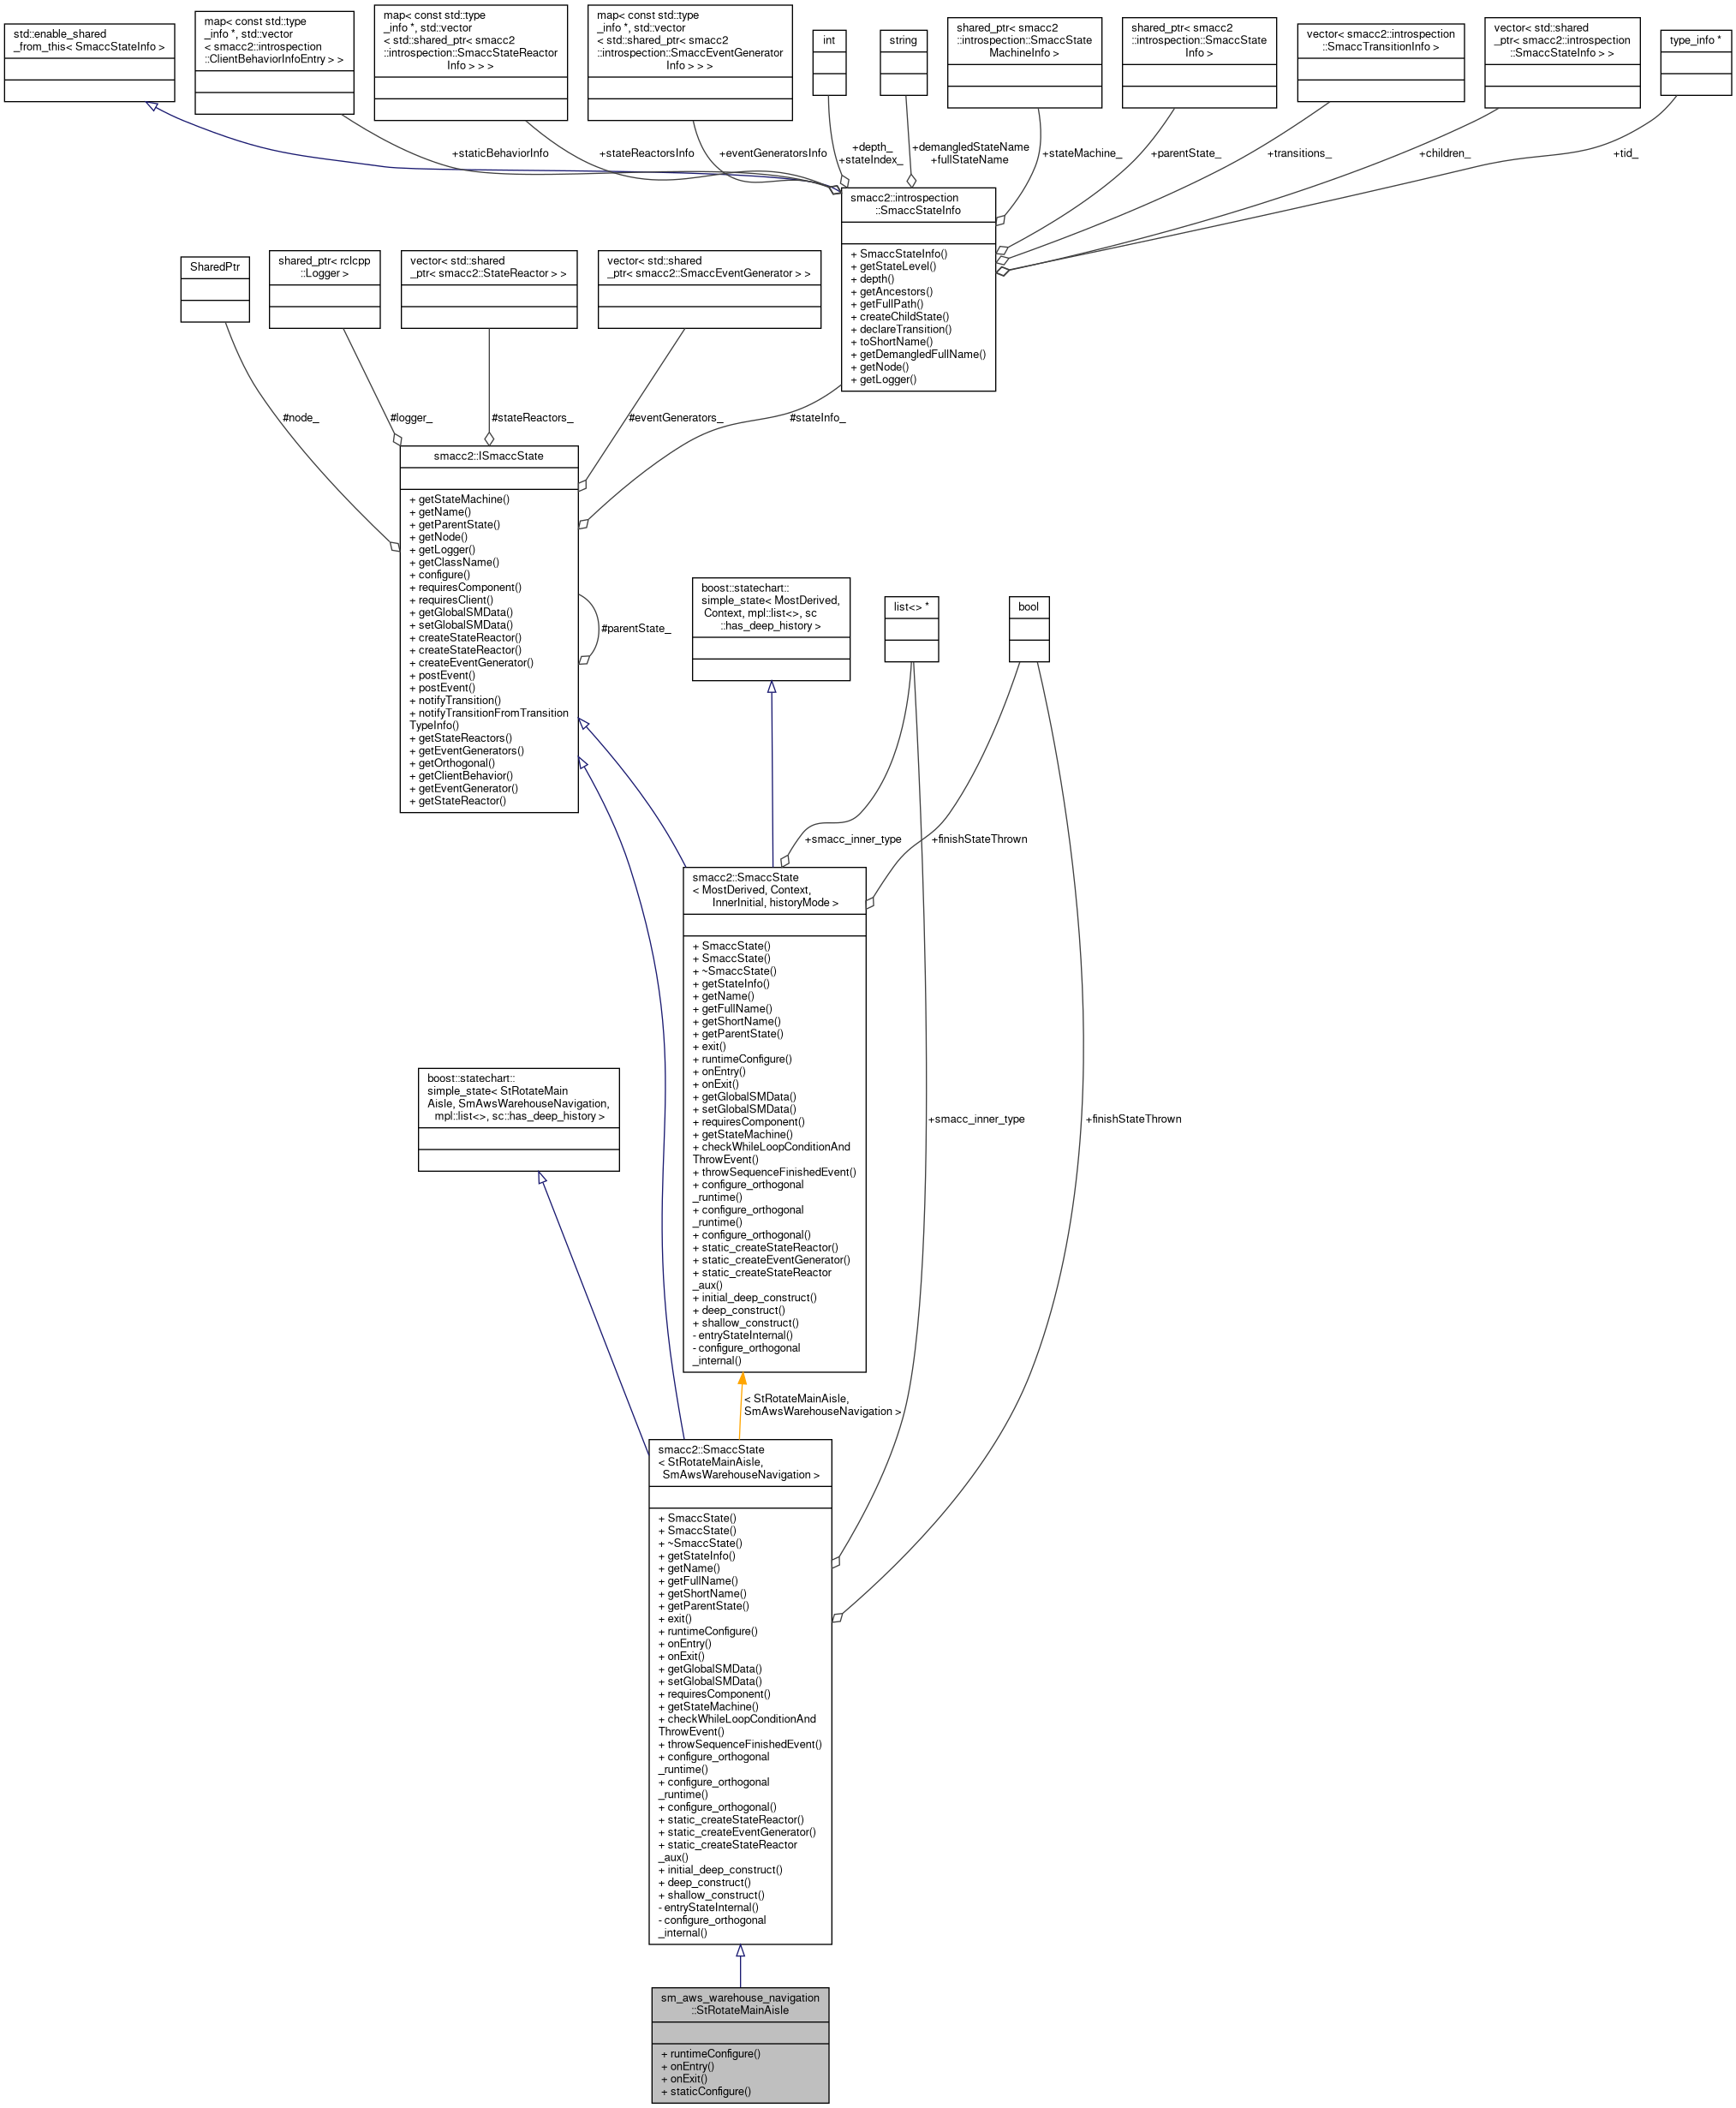 std::enable_shared
_from_this< SmaccStateInfo >
map< const std::type
_info *, std::vector
< smacc2::introspection
::ClientBehaviorInfoEntry > >
map< const std::type
_info *, std::vector
< std::shared_ptr< smacc2
::introspection::SmaccStateReactor
Info > > >
map< const std::type
_info *, std::vector
< std::shared_ptr< smacc2
::introspection::SmaccEventGenerator
Info > > >
int
string
shared_ptr< smacc2
::introspection::SmaccState
MachineInfo >
shared_ptr< smacc2
::introspection::SmaccState
Info >
vector< smacc2::introspection
::SmaccTransitionInfo >
vector< std::shared
_ptr< smacc2::introspection
::SmaccStateInfo > >
type_info *
+staticBehaviorInfo
+stateReactorsInfo
+eventGeneratorsInfo
+depth_
+stateIndex_
+demangledStateName
+fullStateName
+stateMachine_
+parentState_
+transitions_
+children_
+tid_
smacc2::introspection
::SmaccStateInfo
+ SmaccStateInfo()
+ getStateLevel()
+ depth()
+ getAncestors()
+ getFullPath()
+ createChildState()
+ declareTransition()
+ toShortName()
+ getDemangledFullName()
+ getNode()
+ getLogger()
SharedPtr
shared_ptr< rclcpp
::Logger >
vector< std::shared
_ptr< smacc2::StateReactor > >
vector< std::shared
_ptr< smacc2::SmaccEventGenerator > >
#node_
#logger_
#stateReactors_
#eventGenerators_
#stateInfo_
smacc2::ISmaccState
+ getStateMachine()
+ getName()
+ getParentState()
+ getNode()
+ getLogger()
+ getClassName()
+ configure()
+ requiresComponent()
+ requiresClient()
+ getGlobalSMData()
+ setGlobalSMData()
+ createStateReactor()
+ createStateReactor()
+ createEventGenerator()
+ postEvent()
+ postEvent()
+ notifyTransition()
+ notifyTransitionFromTransition
TypeInfo()
+ getStateReactors()
+ getEventGenerators()
+ getOrthogonal()
+ getClientBehavior()
+ getEventGenerator()
+ getStateReactor()
#parentState_
boost::statechart::
simple_state< MostDerived,
Context, mpl::list<>, sc
::has_deep_history >
list<> *
bool
+smacc_inner_type
+finishStateThrown
smacc2::SmaccState
< MostDerived, Context,
InnerInitial, historyMode >
+ SmaccState()
+ SmaccState()
+ ~SmaccState()
+ getStateInfo()
+ getName()
+ getFullName()
+ getShortName()
+ getParentState()
+ exit()
+ runtimeConfigure()
+ onEntry()
+ onExit()
+ getGlobalSMData()
+ setGlobalSMData()
+ requiresComponent()
+ getStateMachine()
+ checkWhileLoopConditionAnd
ThrowEvent()
+ throwSequenceFinishedEvent()
+ configure_orthogonal
_runtime()
+ configure_orthogonal
_runtime()
+ configure_orthogonal()
+ static_createStateReactor()
+ static_createEventGenerator()
+ static_createStateReactor
_aux()
+ initial_deep_construct()
+ deep_construct()
+ shallow_construct()
- entryStateInternal()
- configure_orthogonal
_internal()
boost::statechart::
simple_state< StRotateMain
Aisle, SmAwsWarehouseNavigation,
mpl::list<>, sc::has_deep_history >
+smacc_inner_type
+finishStateThrown
< StRotateMainAisle,
SmAwsWarehouseNavigation >
smacc2::SmaccState
< StRotateMainAisle,
SmAwsWarehouseNavigation >
+ SmaccState()
+ SmaccState()
+ ~SmaccState()
+ getStateInfo()
+ getName()
+ getFullName()
+ getShortName()
+ getParentState()
+ exit()
+ runtimeConfigure()
+ onEntry()
+ onExit()
+ getGlobalSMData()
+ setGlobalSMData()
+ requiresComponent()
+ getStateMachine()
+ checkWhileLoopConditionAnd
ThrowEvent()
+ throwSequenceFinishedEvent()
+ configure_orthogonal
_runtime()
+ configure_orthogonal
_runtime()
+ configure_orthogonal()
+ static_createStateReactor()
+ static_createEventGenerator()
+ static_createStateReactor
_aux()
+ initial_deep_construct()
+ deep_construct()
+ shallow_construct()
- entryStateInternal()
- configure_orthogonal
_internal()
sm_aws_warehouse_navigation
::StRotateMainAisle
+ runtimeConfigure()
+ onEntry()
+ onExit()
+ staticConfigure()